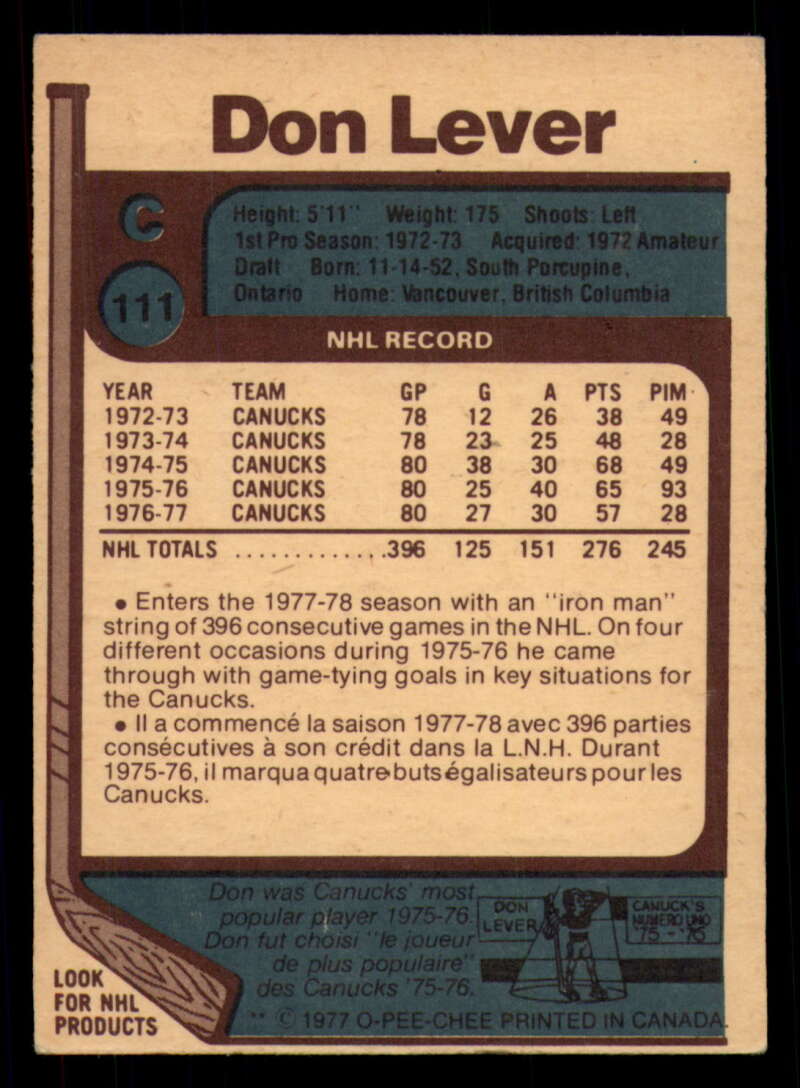 Don Lever
C
Height: 5'11" Weight: 175 Shoots: Left
1st Pro Season: 1972-73 Acquired: 1972 Amateur
Draft Born: 11-14-52, South Porcupine,
Ontario Home: Vancouver, British Columbia
111
NHL RECORD
YEAR TEAM GP G A PTS PIM
1972-73 CANUCKS 78 12 26 38 49
1973-74 CANUCKS 78 23 25 48 28
1974-75 CANUCKS 80 38 30 68 49
1975-76 CANUCKS 80 25 40 65 93
1976-77 CANUCKS 80 27 30 57 28
NHL TOTALS ..............396 125 151 276 245
• Enters the 1977-78 season with an "iron man"
string of 396 consecutive games in the NHL. On four
different occasions during 1975-76 he came
through with game-tying goals in key situations for
the Canucks.
• Il a commencé la saison 1977-78 avec 396 parties
consécutives à son crédit dans la L.N.H. Durant
1975-76, il marqua quatre buts égalisateurs pour les
Canucks.
Don was Canucks' most
popular player 1975-76.
Don fut choisi "le joueur
de plus populaire"
des Canucks '75-76.
DON
LEVER
CANUCK'S
NUMERO UNO
'75-'76
LOOK
FOR NHL
PRODUCTS
** © 1977 O-PEE-CHEE PRINTED IN CANADA.